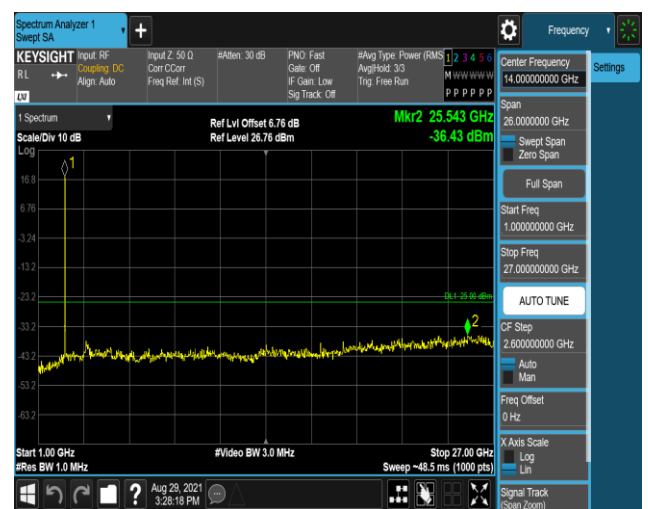 Spectrum Analyzer 1
Swept SA
+
Frequency
KEYSIGHT
RL
LXI
Input: RF
Coupling: DC
Align: Auto
Input Z: 50 Ω
Corr CCorr
Freq Ref: Int (S)
#Atten: 30 dB
PNO: Fast
Gate: Off
IF Gain: Low
Sig Track: Off
#Avg Type: Power (RMS
Avg|Hold: 3/3
Trig: Free Run
1 2 3 4 5 6
M W W W W W
P P P P P P
1 Spectrum
Scale/Div 10 dB
Ref Lvl Offset 6.76 dB
Ref Level 26.76 dBm
Mkr2 25.543 GHz
-36.43 dBm
Log
1
16.8
6.76
-3.24
-13.2
-23.2
-33.2
-43.2
-53.2
-63.2
DL1 -25.00 dBm
2
Start 1.00 GHz
#Video BW 3.0 MHz
Stop 27.00 GHz
#Res BW 1.0 MHz
Sweep ~48.5 ms (1000 pts)
?
Aug 29, 2021
3:28:18 PM
Center Frequency
14.000000000 GHz
Settings
Span
26.0000000 GHz
Swept Span
Zero Span
Full Span
Start Freq
1.000000000 GHz
Stop Freq
27.000000000 GHz
AUTO TUNE
CF Step
2.600000000 GHz
Auto
Man
Freq Offset
0 Hz
X Axis Scale
Log
Lin
Signal Track
(Span Zoom)